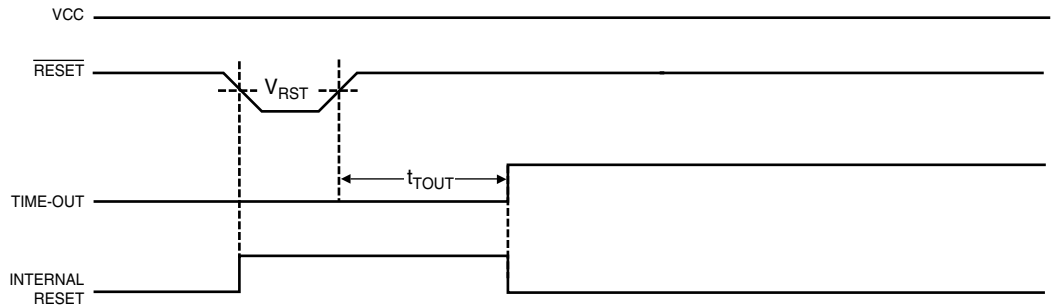 VCC
RESET
VRST
tTOUT
TIME-OUT
INTERNAL
RESET